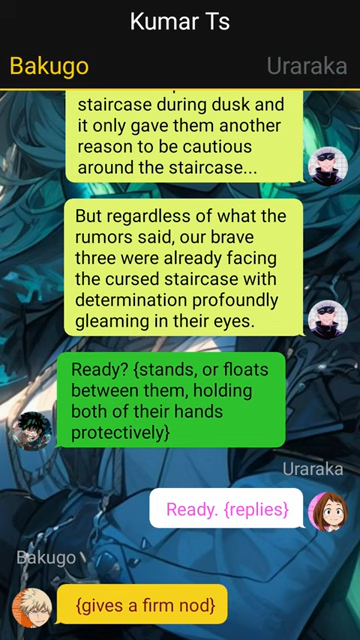 Kumar Ts
Bakugo
Uraraka
staircase during dusk and
it only gave them another
reason to be cautious
around the staircase...
But regardless of what the
rumors said, our brave
three were already facing
the cursed staircase with
determination profoundly
gleaming in their eyes.
Ready? {stands, or floats
between them, holding
both of their hands
protectively}
Uraraka
Ready. {replies}
Bakugo
{gives a firm nod}